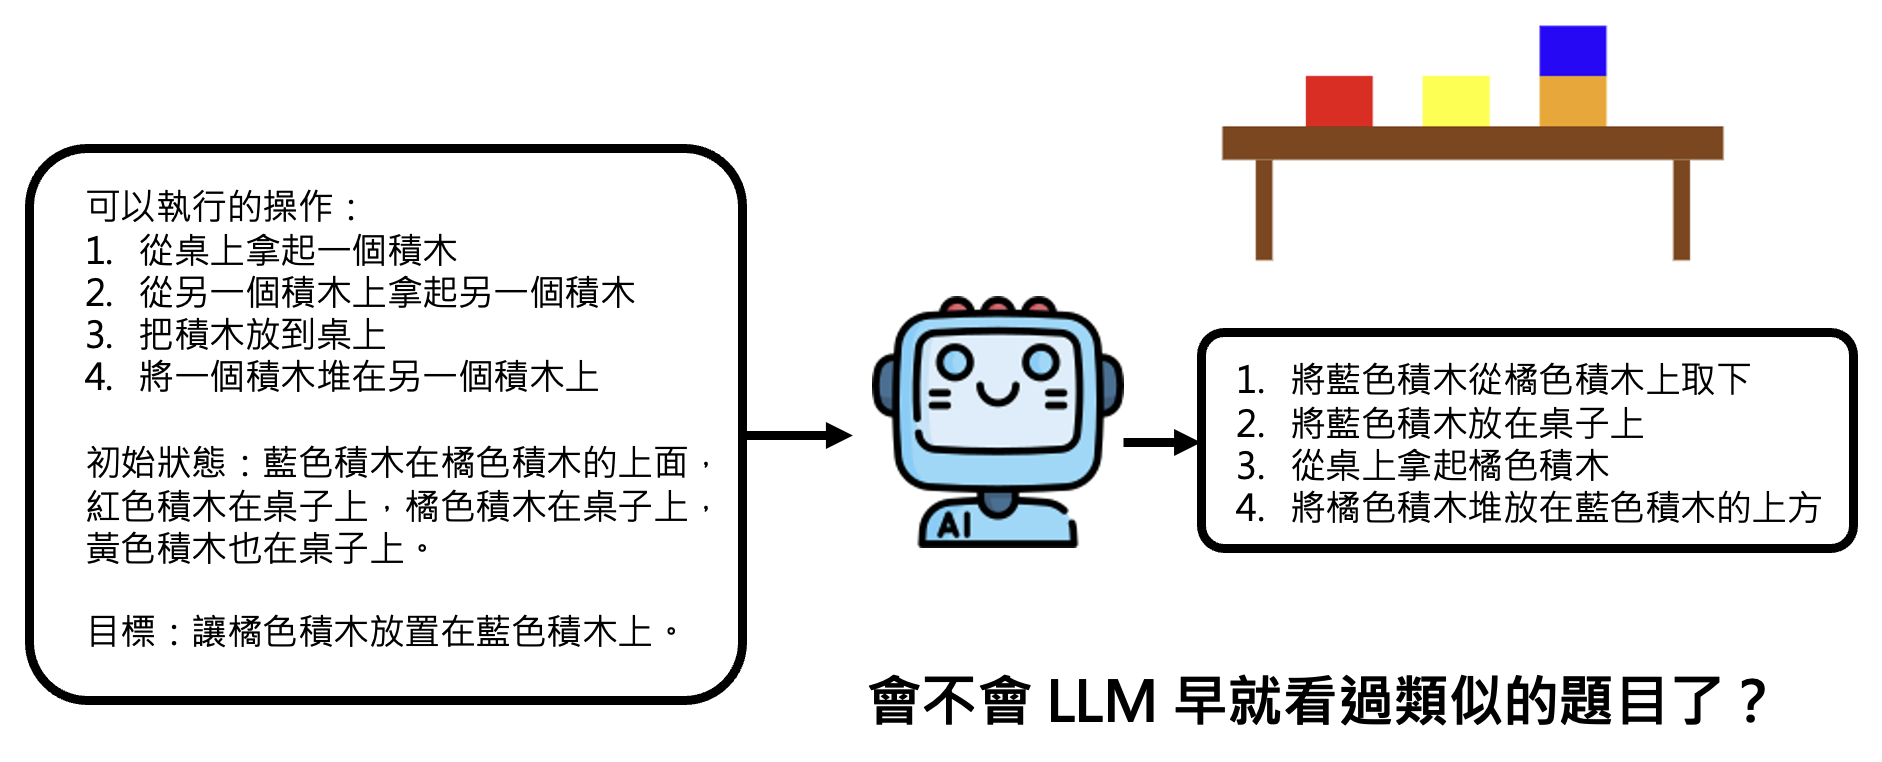 可以執行的操作：
1. 從桌上拿起一個積木
2. 從另一個積木上拿起另一個積木
3. 把積木放到桌上
4. 將一個積木堆在另一個積木上
初始狀態：藍色積木在橘色積木的上面，
紅色積木在桌子上，橘色積木在桌子上，
黃色積木也在桌子上。
目標：讓橘色積木放置在藍色積木上。
AI
1. 將藍色積木從橘色積木上取下
2. 將藍色積木放在桌子上
3. 從桌上拿起橘色積木
4. 將橘色積木堆放在藍色積木的上方
會不會 LLM 早就看過類似的題目了？